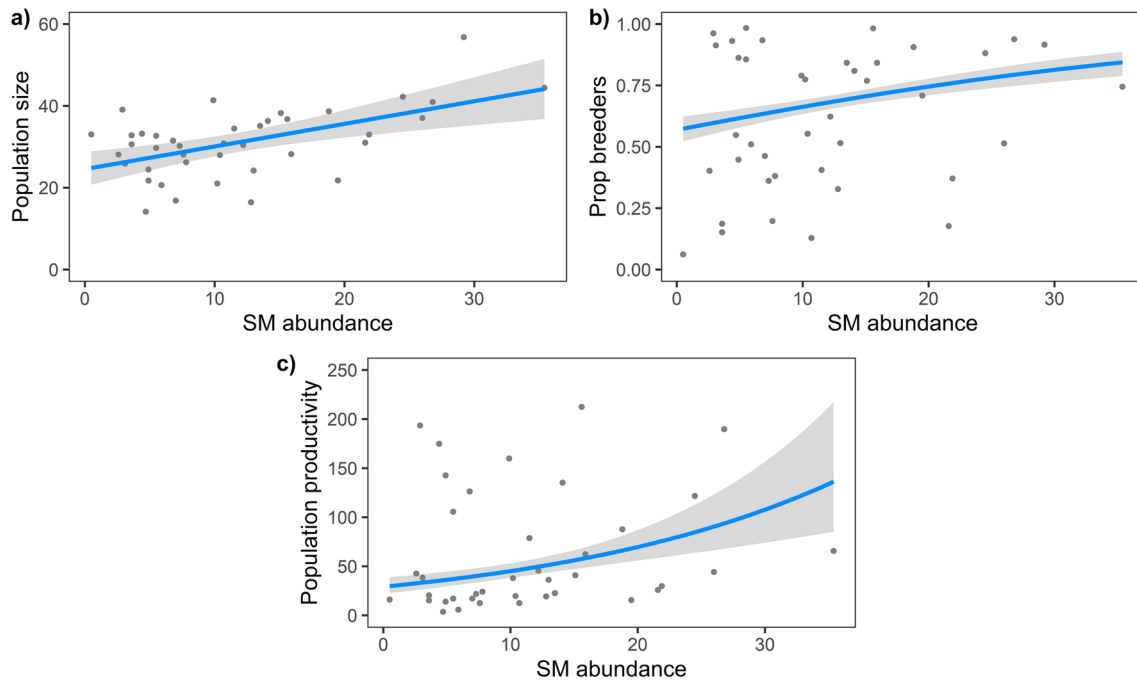 a)
60
40
20
0
Population size
0 10 20 30
SM abundance
b)
1.00
0.75
0.50
0.25
0.00
Prop breeders
0 10 20 30
SM abundance
c)
250
200
150
100
50
0
Population productivity
0 10 20 30
SM abundance